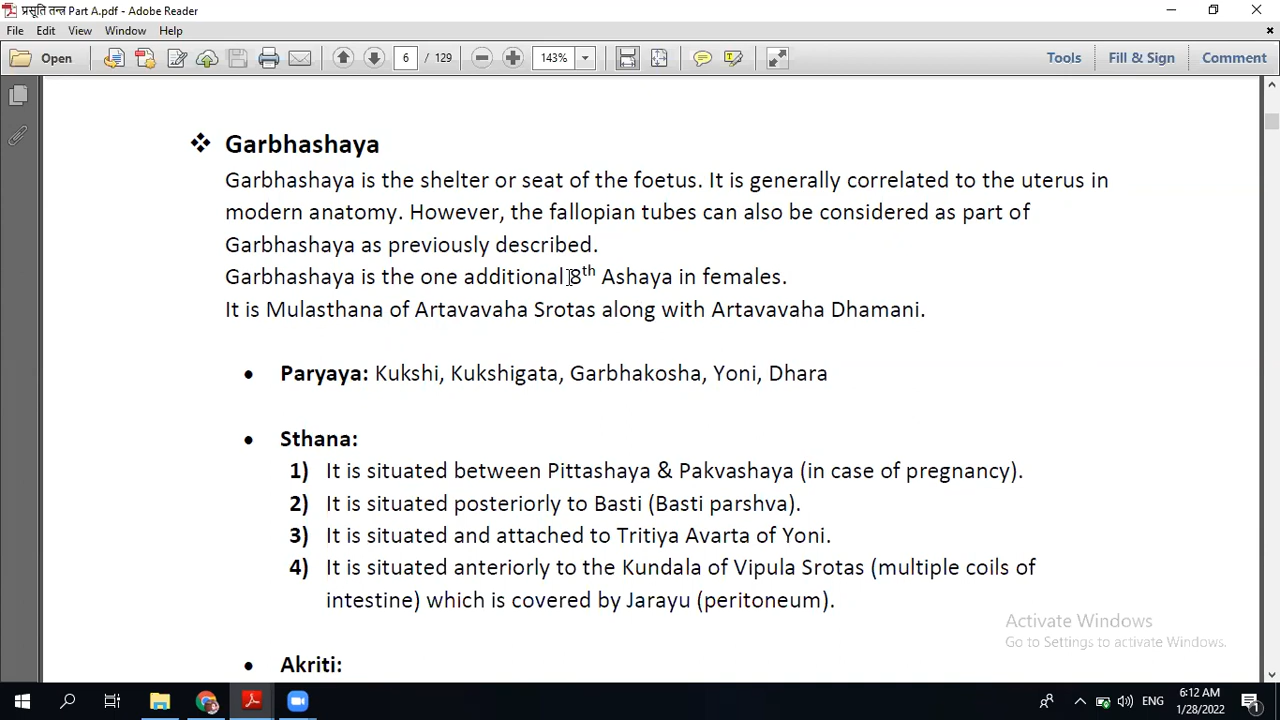 प्रसूति तन्त्र Part A.pdf - Adobe Reader
File Edit View Window Help
Open 6 / 129 143% Tools Fill & Sign Comment
❖ Garbhashaya
Garbhashaya is the shelter or seat of the foetus. It is generally correlated to the uterus in
modern anatomy. However, the fallopian tubes can also be considered as part of
Garbhashaya as previously described.
Garbhashaya is the one additional 8th Ashaya in females.
It is Mulasthana of Artavavaha Srotas along with Artavavaha Dhamani.
• Paryaya: Kukshi, Kukshigata, Garbhakosha, Yoni, Dhara
• Sthana:
1) It is situated between Pittashaya & Pakvashaya (in case of pregnancy).
2) It is situated posteriorly to Basti (Basti parshva).
3) It is situated and attached to Tritiya Avarta of Yoni.
4) It is situated anteriorly to the Kundala of Vipula Srotas (multiple coils of
intestine) which is covered by Jarayu (peritoneum).
Activate Windows
Go to Settings to activate Windows.
• Akriti:
ENG 6:12 AM
1/28/2022 1